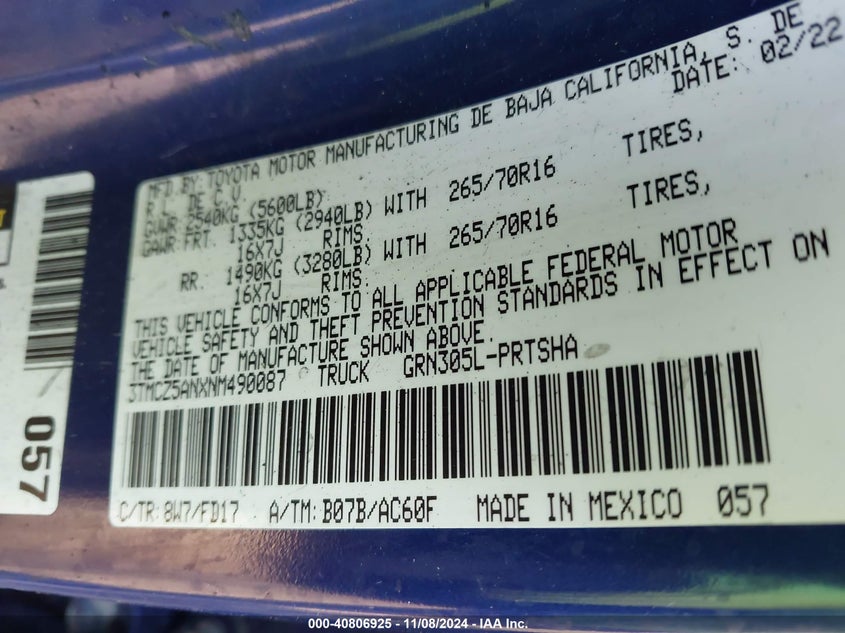 MFD.BY:TOYOTA MOTOR MANUFACTURING DE BAJA CALIFORNIA, S. DE
R.L. DE C.V. DATE: 02/22
GVWR:2540KG (5600LB)
GAWR:FRT. 1335KG (2940LB) WITH 265/70R16 TIRES,
16X7J RIMS.
RR. 1490KG (3280LB) WITH 265/70R16 TIRES,
16X7J RIMS.
THIS VEHICLE CONFORMS TO ALL APPLICABLE FEDERAL MOTOR
VEHICLE SAFETY AND THEFT PREVENTION STANDARDS IN EFFECT ON
THE DATE OF MANUFACTURE SHOWN ABOVE.
3TMCZ5ANXNM490087 TRUCK GRN305L-PRTSHA
C/TR:8W7/FD17 A/TM:B07B/AC60F MADE IN MEXICO 057
057
000-40806925 - 11/08/2024 - IAA Inc.